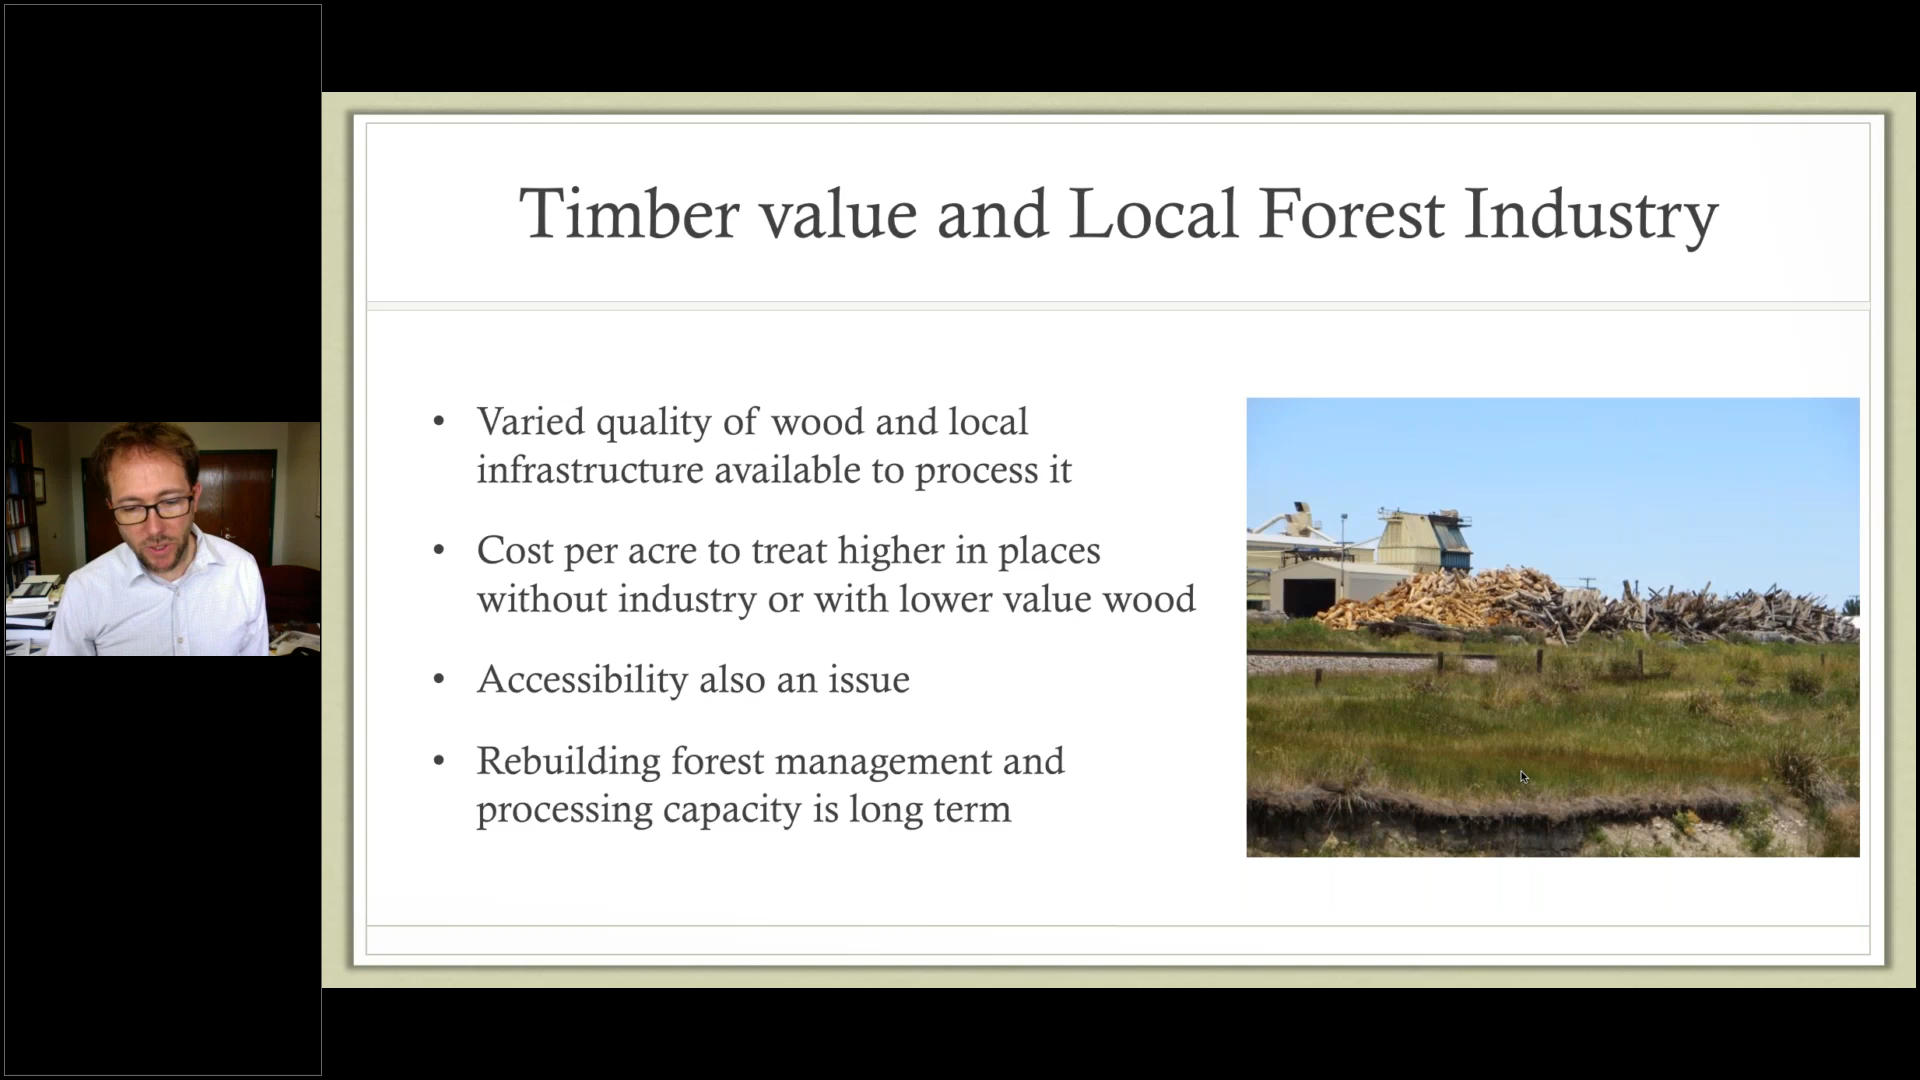 Timber value and Local Forest Industry
• Varied quality of wood and local
infrastructure available to process it
• Cost per acre to treat higher in places
without industry or with lower value wood
• Accessibility also an issue
• Rebuilding forest management and
processing capacity is long term